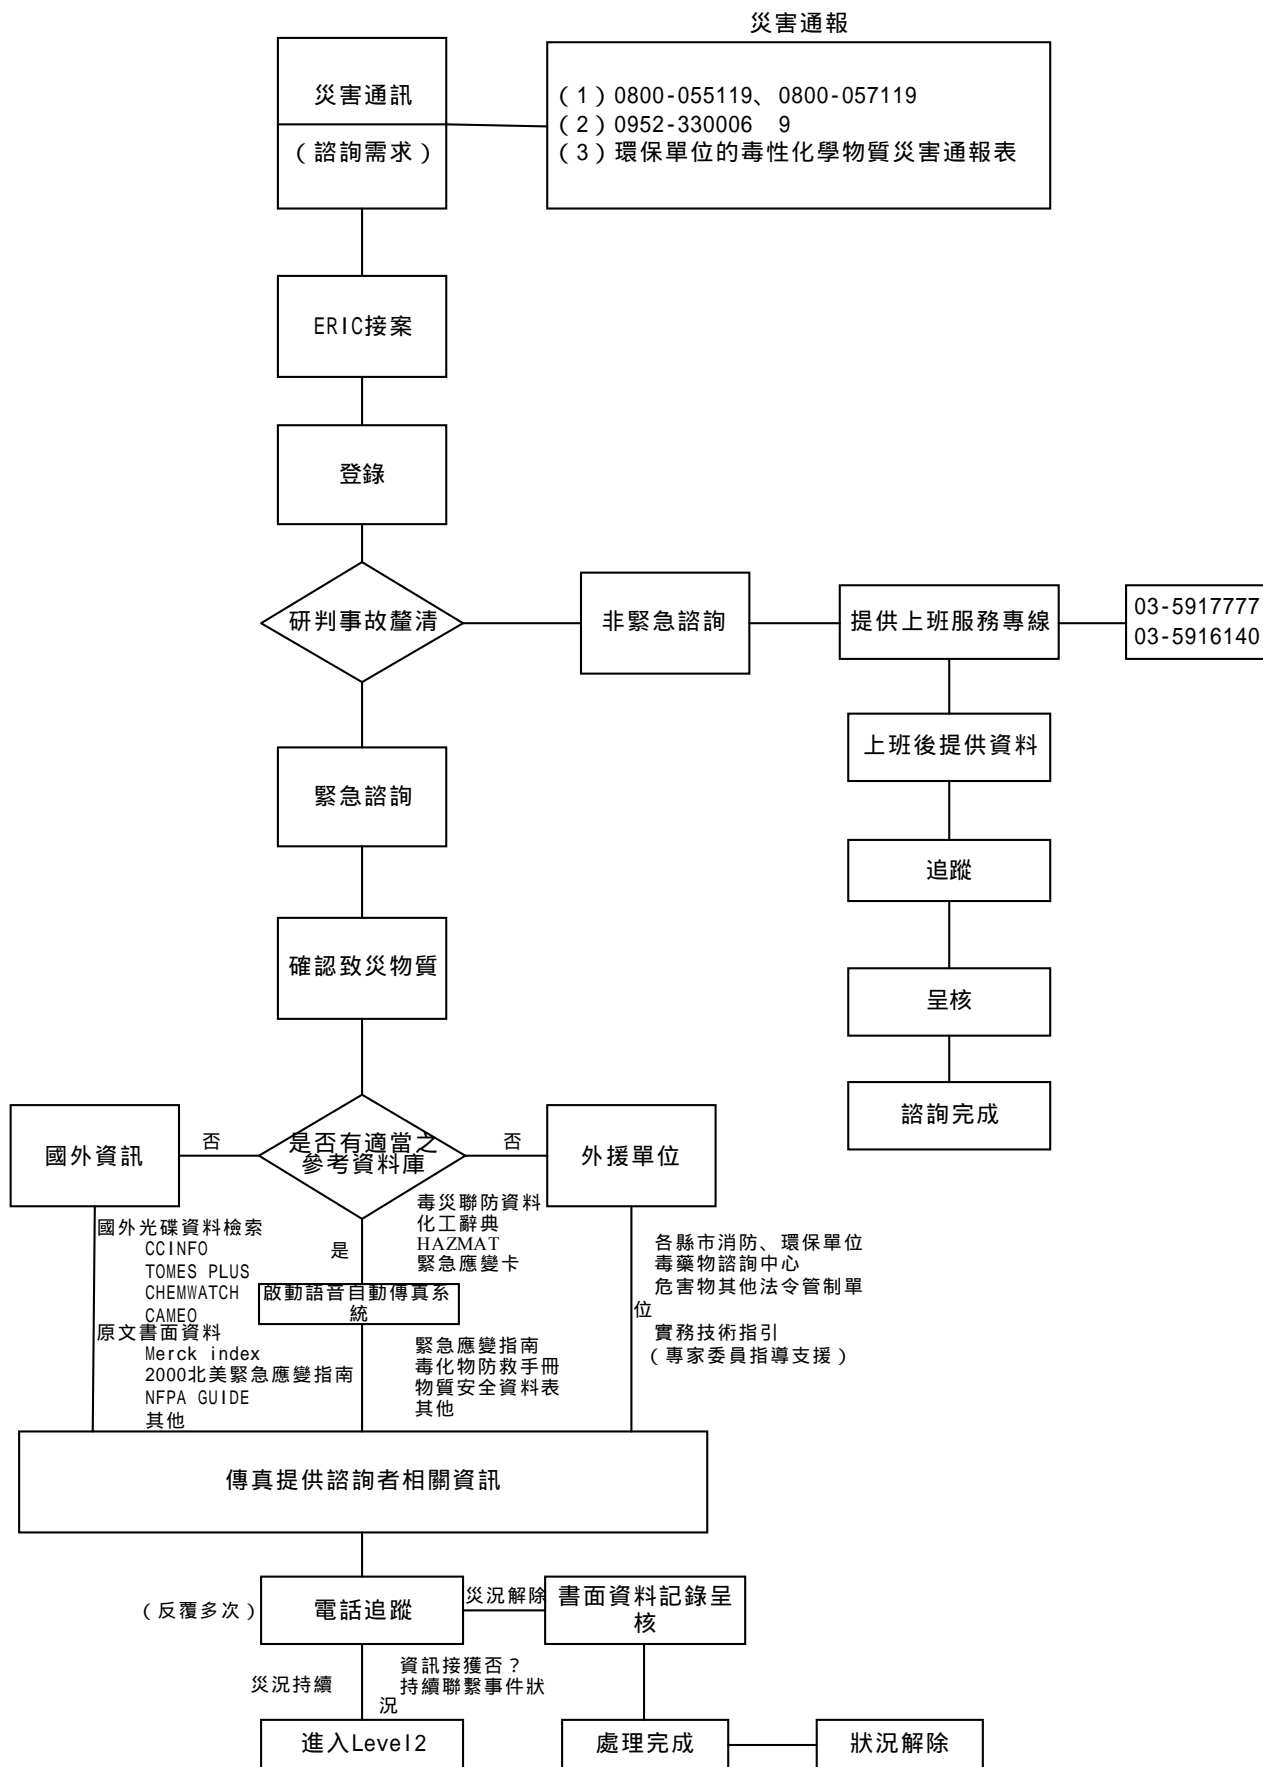 災害通報
災害通訊
（諮詢需求）
（1）0800-055119、0800-057119
（2）0952-330006　9
（3）環保單位的毒性化學物質災害通報表
ERIC接案
登錄
研判事故釐清
非緊急諮詢
提供上班服務專線
03-5917777
03-5916140
上班後提供資料
追蹤
呈核
諮詢完成
緊急諮詢
確認致災物質
是否有適當之
參考資料庫
否
國外資訊
否
外援單位
國外光碟資料檢索
CCINFO
TOMES PLUS
CHEMWATCH
CAMEO
原文書面資料
Merck index
2000北美緊急應變指南
NFPA GUIDE
其他
是
毒災聯防資料
化工辭典
HAZMAT
緊急應變卡
啟動語音自動傳真系
統
緊急應變指南
毒化物防救手冊
物質安全資料表
其他
各縣市消防、環保單位
毒藥物諮詢中心
危害物其他法令管制單
位
實務技術指引
（專家委員指導支援）
傳真提供諮詢者相關資訊
（反覆多次）
電話追蹤
災況解除
書面資料記錄呈
核
災況持續
資訊接獲否？
持續聯繫事件狀
況
進入Level2
處理完成
狀況解除